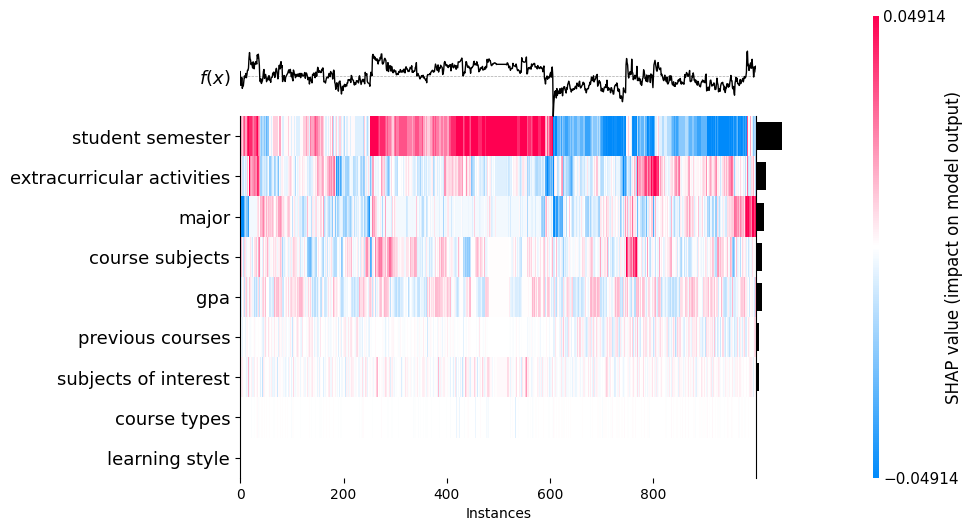 0.04914
f(x)
student semester
extracurricular activities
major
course subjects
gpa
previous courses
subjects of interest
course types
learning style
0 200 400 600 800
Instances
−0.04914
SHAP value (impact on model output)